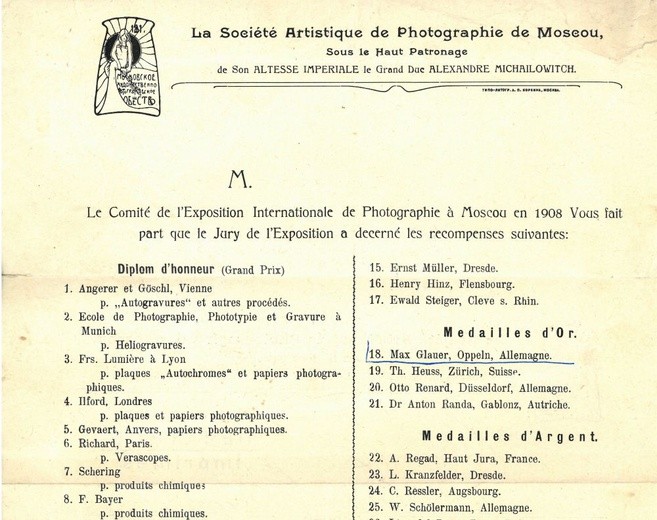 191.
МОСКОВСКОЕ
La Société Artistique de Photographie de Moscou,
Sous le Haut Patronage
de Son ALTESSE IMPERIALE le Grand Duc ALEXANDRE MICHAILOWITCH.
M.
Le Comité de l'Exposition Internationale de Photographie à Moscou en 1908 Vous fait
part que le Jury de l'Exposition a decerné les recompenses suivantes:
Diplom d'honneur (Grand Prix)
1. Angerer et Göschl, Vienne
p. „Autogravures" et autres procédés.
2. Ecole de Photographie, Phototypie et Gravure à
Munich
p. Heliogravures.
3. Frs. Lumière à Lyon
p. plaques „Autochromes" et papiers photogra-
phiques.
4. Ilford, Londres
p. plaques et papiers photographiques.
5. Gevaert, Anvers, papiers photographiques.
6. Richard, Paris.
p. Verascopes.
7. Schering
p. produits chimiques
8. F. Bayer
p. produits chimiques.
15. Ernst Müller, Dresde.
16. Henry Hinz, Flensbourg.
17. Ewald Steiger, Cleve s. Rhin.
Medailles d'Or.
18. Max Glauer, Oppeln, Allemagne.
19. Th. Heuss, Zürich, Suisse.
20. Otto Renard, Düsseldorf, Allemagne.
21. Dr Anton Randa, Gablonz, Autriche.
Medailles d'Argent.
22. A. Regad, Haut Jura, France.
23. L. Kranzfelder, Dresde.
24. C. Ressler, Augsbourg.
25. W. Schölermann, Allemagne.